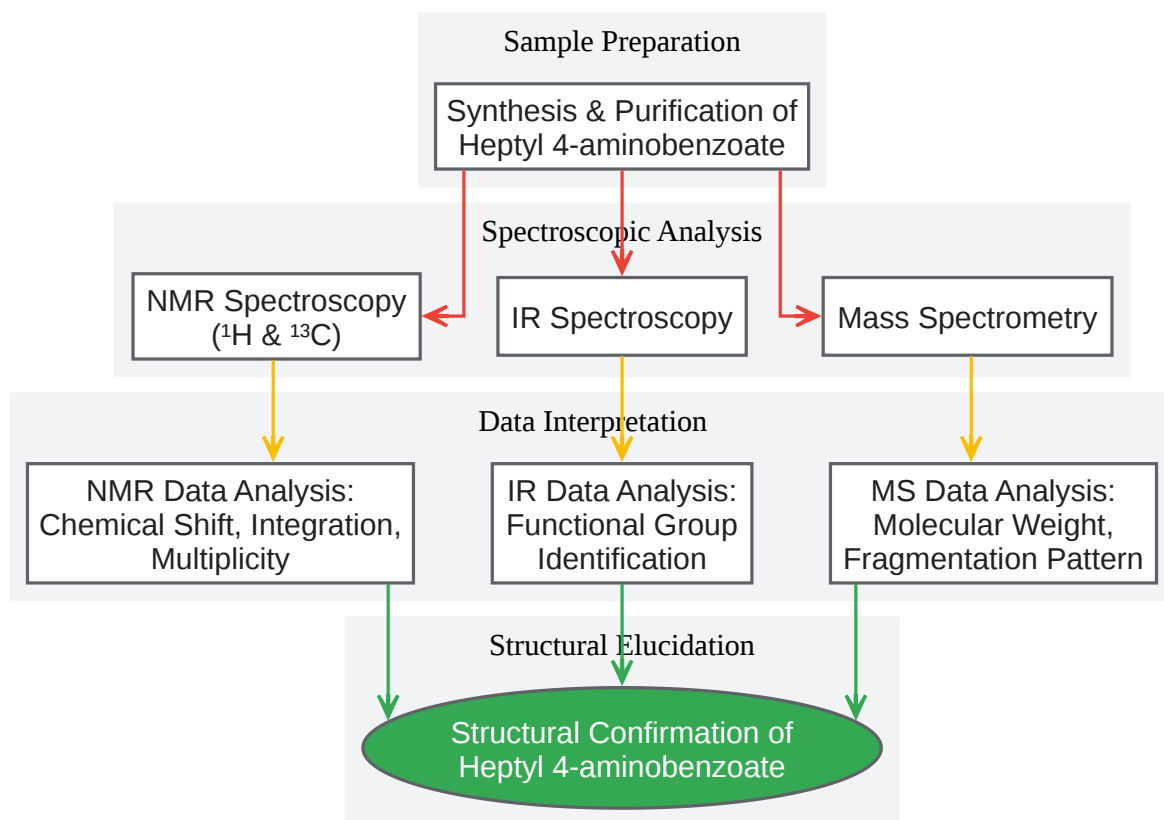 Sample Preparation
Synthesis & Purification of
Heptyl 4-aminobenzoate
Spectroscopic Analysis
NMR Spectroscopy
(¹H & ¹³C)
IR Spectroscopy
Mass Spectrometry
Data Interpretation
NMR Data Analysis:
Chemical Shift, Integration,
Multiplicity
IR Data Analysis:
Functional Group
Identification
MS Data Analysis:
Molecular Weight,
Fragmentation Pattern
Structural Elucidation
Structural Confirmation of
Heptyl 4-aminobenzoate